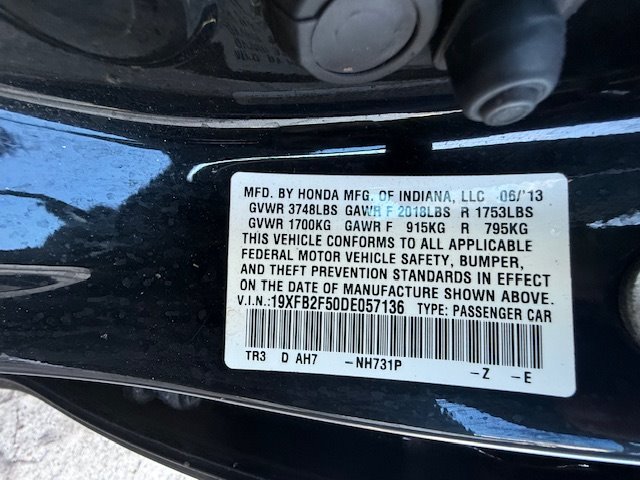 MFD. BY HONDA MFG. OF INDIANA, LLC 06/'13
GVWR 3748LBS GAWR F 2018LBS R 1753LBS
GVWR 1700KG GAWR F 915KG R 795KG
THIS VEHICLE CONFORMS TO ALL APPLICABLE
FEDERAL MOTOR VEHICLE SAFETY, BUMPER,
AND THEFT PREVENTION STANDARDS IN EFFECT
ON THE DATE OF MANUFACTURE SHOWN ABOVE.
V.I.N.:19XFB2F50DE057136 TYPE: PASSENGER CAR
TR3 D AH7 -NH731P -Z -E